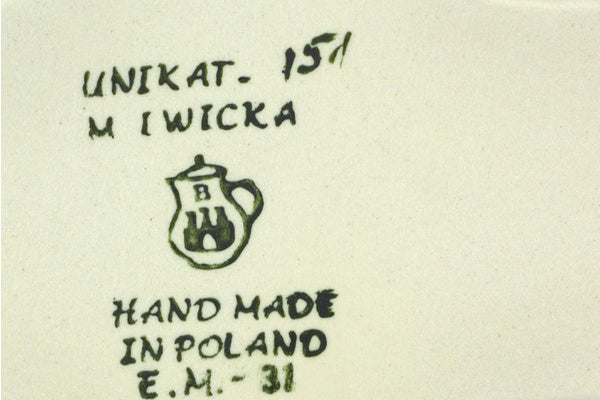 UNIKAT. 151
M IWICKA
B
HAND MADE
IN POLAND
E.M.-31